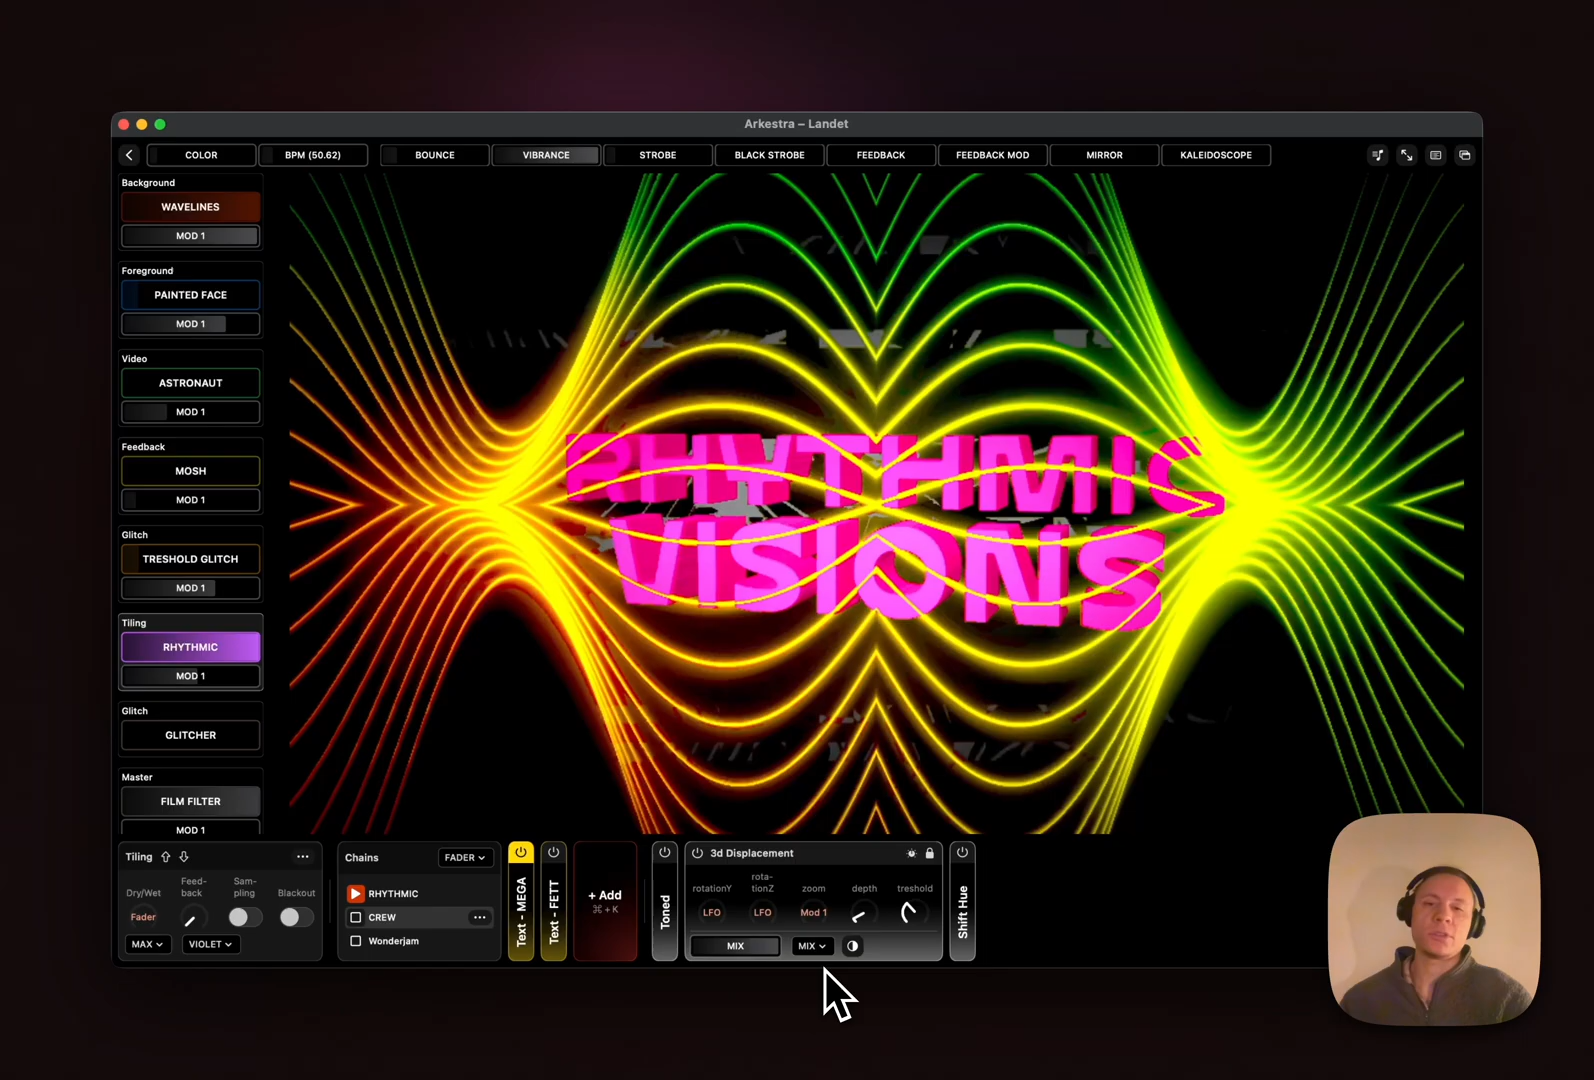 Arkestra – Landet
COLOR
BPM (50.62)
BOUNCE
VIBRANCE
STROBE
BLACK STROBE
FEEDBACK
FEEDBACK MOD
MIRROR
KALEIDOSCOPE
Background
WAVELINES
MOD 1
Foreground
PAINTED FACE
MOD 1
Video
ASTRONAUT
MOD 1
Feedback
MOSH
MOD 1
Glitch
TRESHOLD GLITCH
MOD 1
Tiling
RHYTHMIC
MOD 1
Glitch
GLITCHER
Master
FILM FILTER
MOD 1
RHYTHMIC
VISIONS
Tiling
Dry/Wet
Feed-
back
Sam-
pling
Blackout
Fader
MAX
VIOLET
Chains
FADER
RHYTHMIC
CREW
Wonderjam
Text – MEGA
Text – FETT
+ Add
⌘+K
Toned
3d Displacement
rotationY
rota-
tionZ
zoom
depth
treshold
LFO
LFO
Mod 1
MIX
MIX
Shift Hue